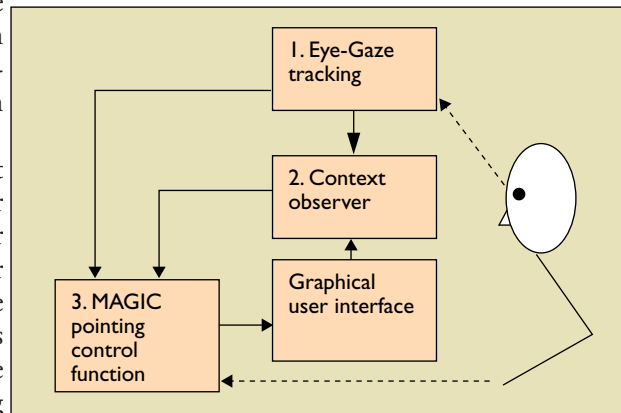 1. Eye-Gaze
tracking
2. Context
observer
Graphical
user interface
3. MAGIC
pointing
control
function